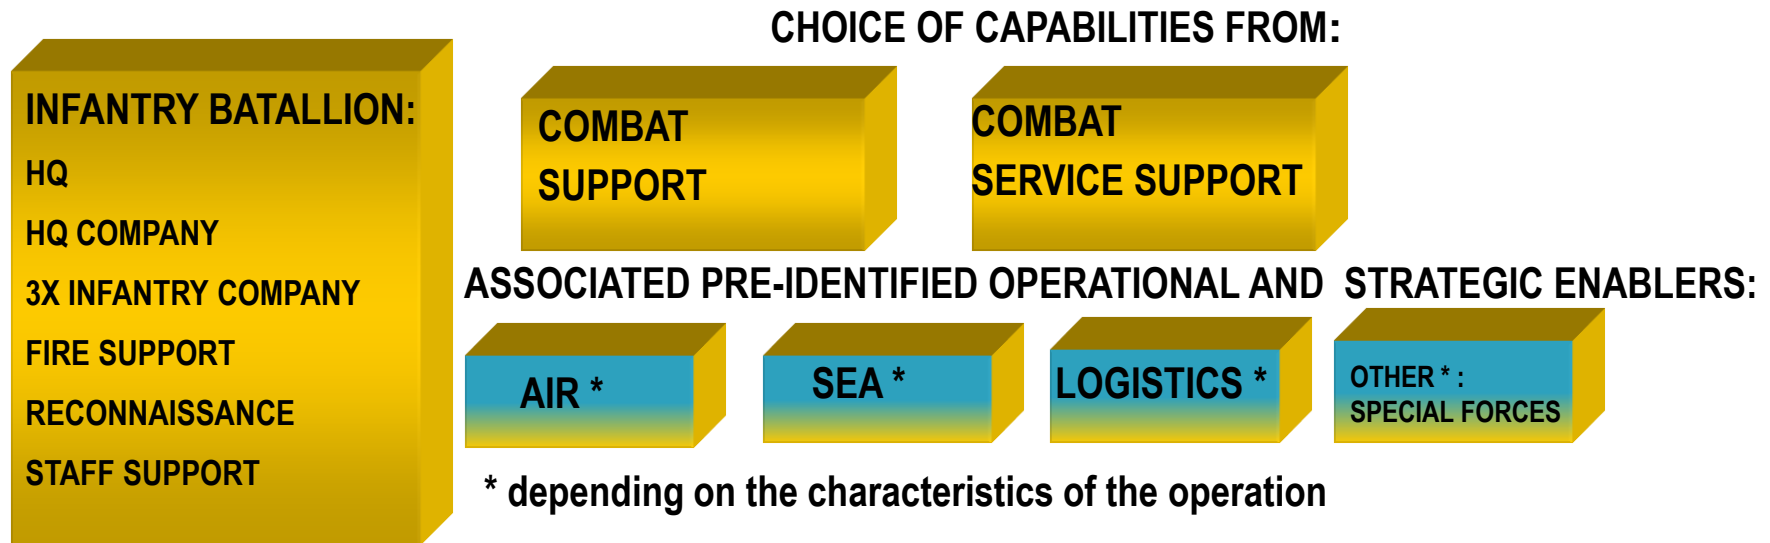 CHOICE OF CAPABILITIES FROM:
INFANTRY BATALLION:
HQ
HQ COMPANY
3X INFANTRY COMPANY
FIRE SUPPORT
RECONNAISSANCE
STAFF SUPPORT
COMBAT
SUPPORT
COMBAT
SERVICE SUPPORT
ASSOCIATED PRE-IDENTIFIED OPERATIONAL AND STRATEGIC ENABLERS:
AIR *
SEA *
LOGISTICS *
OTHER * :
SPECIAL FORCES
* depending on the characteristics of the operation